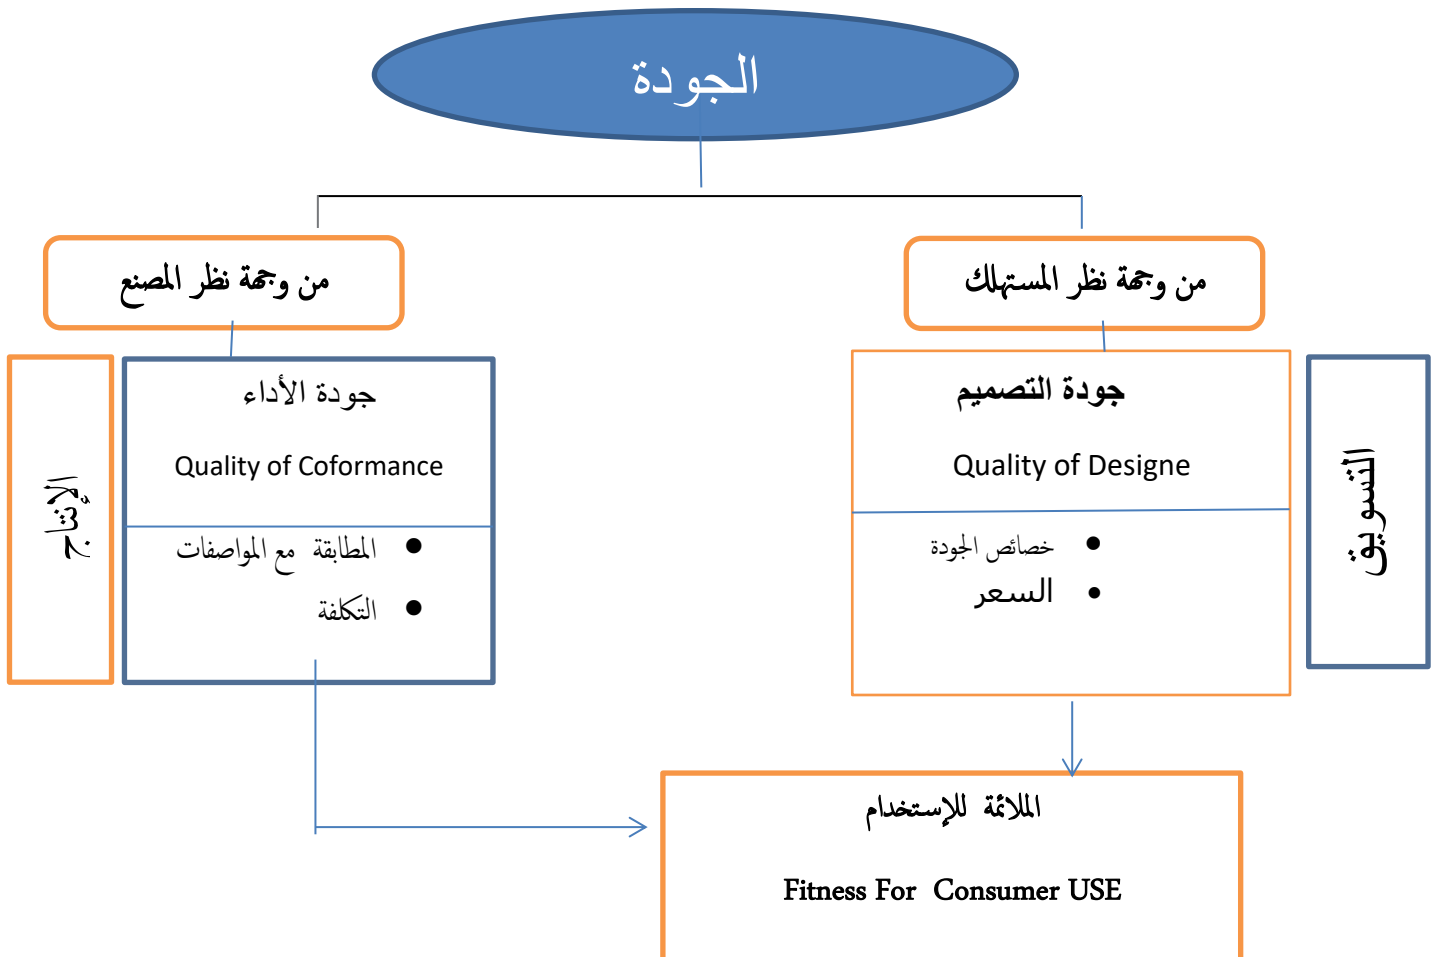 الجودة
من وجهة نظر المستهلك
من وجهة نظر المصنع
التسويق
جودة التصميم
Quality of Designe
● خصائص الجودة
● السعر
جودة الأداء
Quality of Coformance
● المطابقة مع المواصفات
● التكلفة
الإنتاج
الملائمة للإستخدام
Fitness For Consumer USE